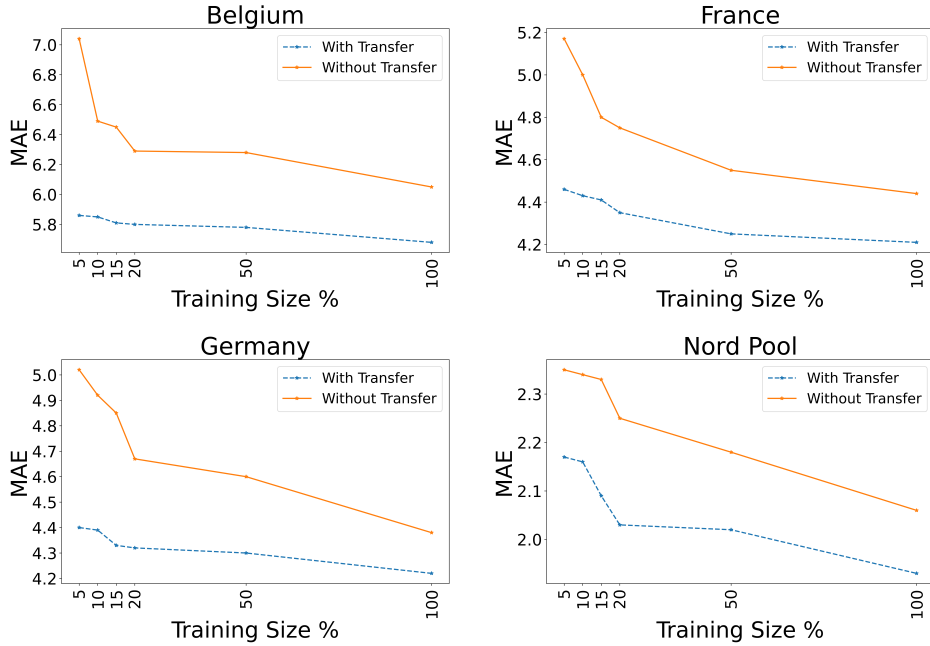 Belgium
7.0
6.8
6.6
6.4
6.2
6.0
5.8
MAE
With Transfer
Without Transfer
5
10
15
20
50
100
Training Size %
France
5.2
5.0
4.8
4.6
4.4
4.2
MAE
With Transfer
Without Transfer
5
10
15
20
50
100
Training Size %
Germany
5.0
4.9
4.8
4.7
4.6
4.5
4.4
4.3
4.2
MAE
With Transfer
Without Transfer
5
10
15
20
50
100
Training Size %
Nord Pool
2.3
2.2
2.1
2.0
MAE
With Transfer
Without Transfer
5
10
15
20
50
100
Training Size %